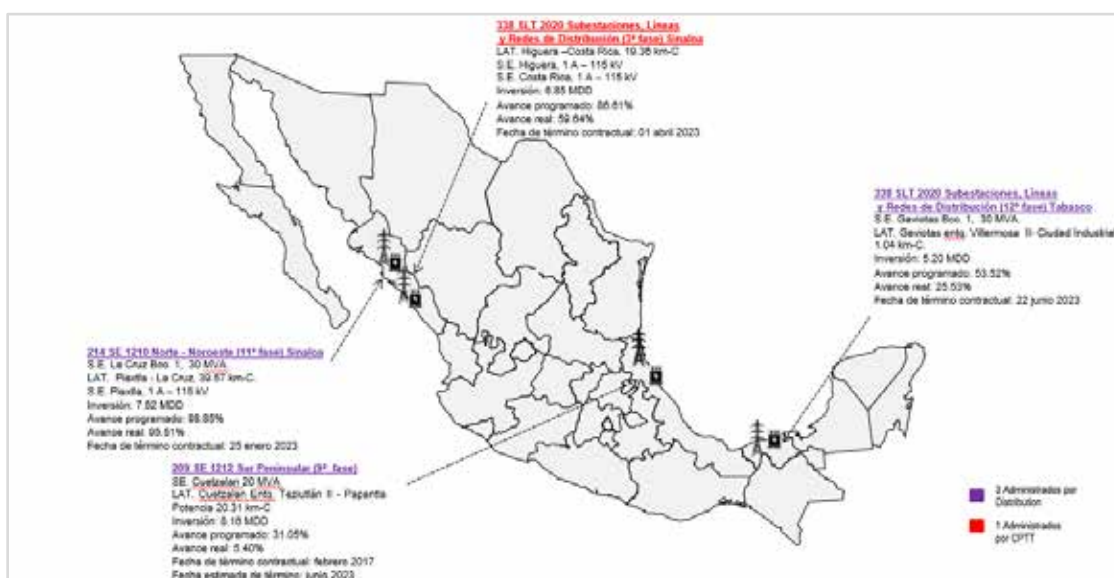 338 SLT 2020 Subestaciones, Líneas
y Redes de Distribución (3ª fase) Sinaloa
LAT. Higuera –Costa Rica, 19.36 km-C
S.E. Higuera, 1 A – 115 kV
S.E. Costa Rica, 1 A – 115 kV
Inversión: 6.85 MDD
Avance programado: 86.61%
Avance real: 59.64%
Fecha de término contractual: 01 abril 2023
338 SLT 2020 Subestaciones, Líneas
y Redes de Distribución (12ª fase) Tabasco
S.E. Gaviotas Bco. 1, 30 MVA.
LAT. Gaviotas entq. Villermosa II- Ciudad Industrial
1.04 km-C.
Inversión: 5.20 MDD
Avance programado: 53.52%
Avance real: 25.53%
Fecha de término contractual: 22 junio 2023
214 SE 1210 Norte - Noroeste (11ª fase) Sinaloa
S.E. La Cruz Bco. 1, 30 MVA.
LAT. Piaxtla - La Cruz, 39.67 km-C.
S.E. Piaxtla, 1 A – 115 kV
Inversión: 7.62 MDD
Avance programado: 98.85%
Avance real: 95.61%
Fecha de término contractual: 25 enero 2023
209 SE 1212 Sur Peninsular (9ª fase)
SE. Cuetzalan 20 MVA
LAT. Cuetzalan Entq. Teziutlán II - Papantla
Potencia 20.31 km-C
Inversión: 8.16 MDD
Avance programado: 31.05%
Avance real: 5.40%
Fecha de término contractual: febrero 2017
Fecha estimada de término: junio 2023
3 Administrados por
Distribution
1 Administrados
por CPTT